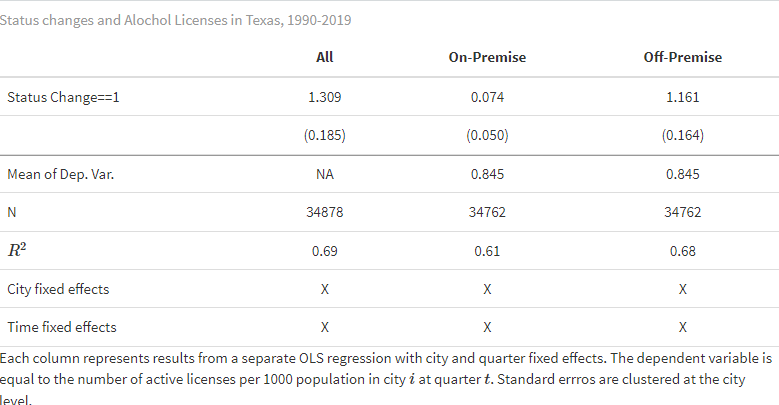 Status changes and Alochol Licenses in Texas, 1990-2019
All On-Premise Off-Premise
Status Change==1 1.309 0.074 1.161
(0.185) (0.050) (0.164)
Mean of Dep. Var. NA 0.845 0.845
N 34878 34762 34762
R² 0.69 0.61 0.68
City fixed effects X X X
Time fixed effects X X X
Each column represents results from a separate OLS regression with city and quarter fixed effects. The dependent variable is
equal to the number of active licenses per 1000 population in city i at quarter t. Standard errros are clustered at the city
level.